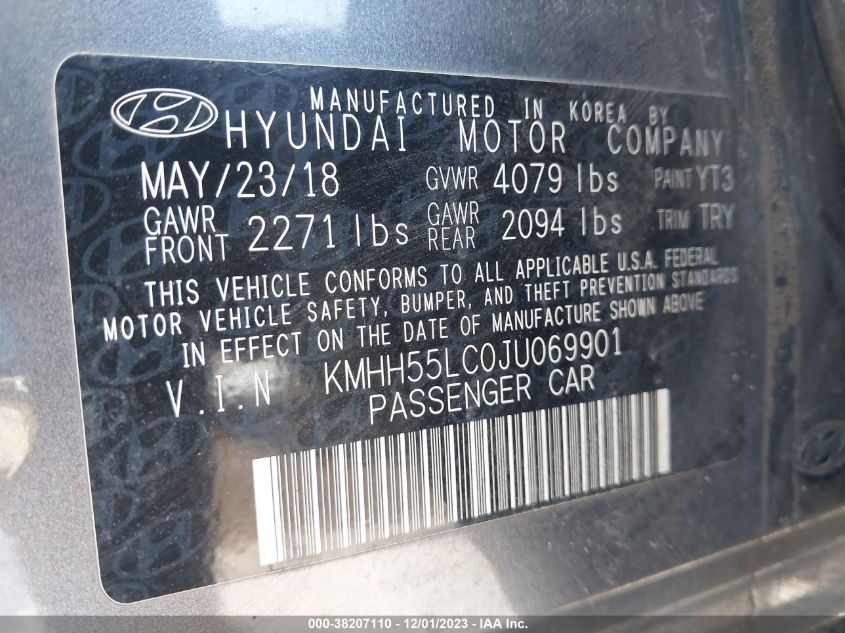 MANUFACTURED IN KOREA BY
HYUNDAI MOTOR COMPANY
MAY/23/18 GVWR 4079 lbs PAINT YT3
GAWR FRONT 2271 lbs GAWR REAR 2094 lbs TRIM TRY
THIS VEHICLE CONFORMS TO ALL APPLICABLE U.S.A. FEDERAL
MOTOR VEHICLE SAFETY, BUMPER, AND THEFT PREVENTION STANDARDS
IN EFFECT ON THE DATE OF MANUFACTURE SHOWN ABOVE
V.I.N KMHH55LC0JU069901
PASSENGER CAR
000-38207110 - 12/01/2023 - IAA Inc.